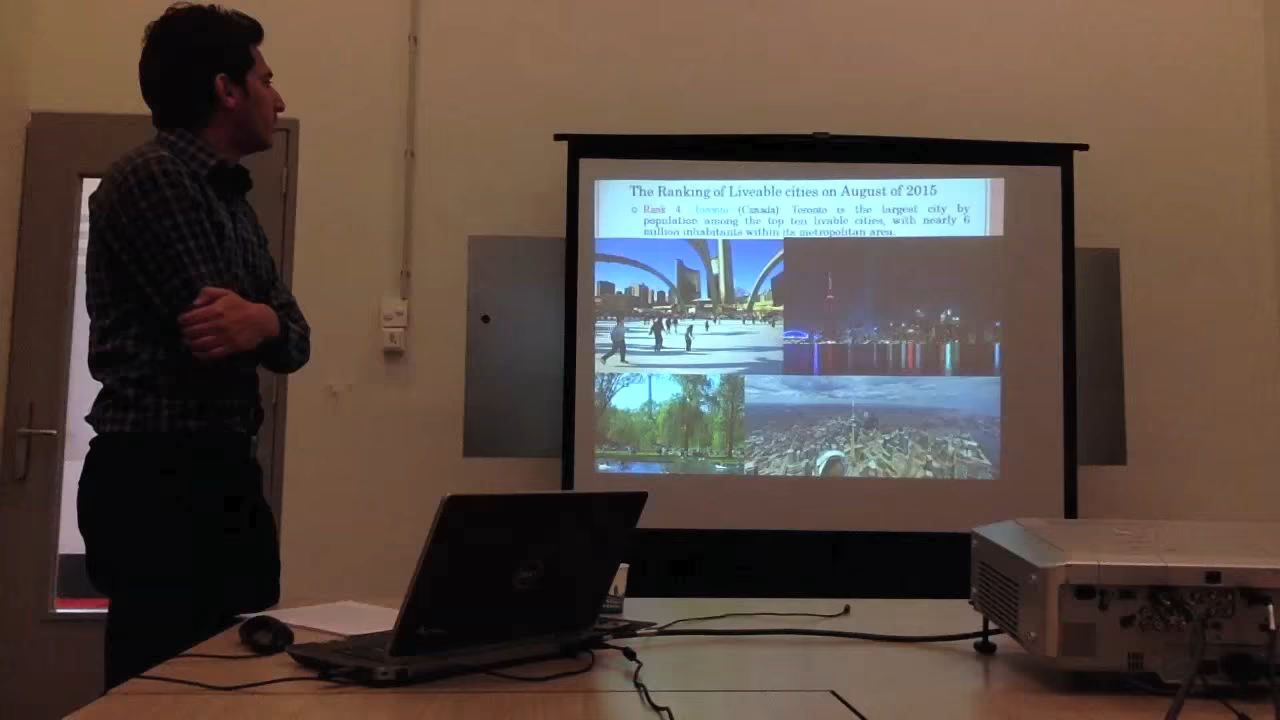 The Ranking of Liveable cities on August of 2015
Rank 4 Toronto (Canada) Toronto is the largest city by
population among the top ten livable cities, with nearly 6
million inhabitants within its metropolitan area.
DELL